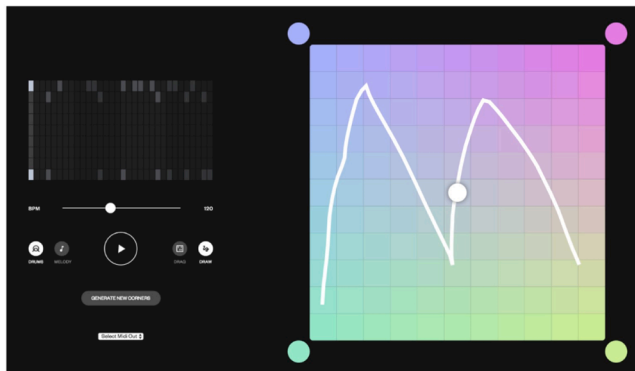 BPM
120
DRUMS MELODY DRAG DRAW
GENERATE NEW CORNERS
Select Midi Out